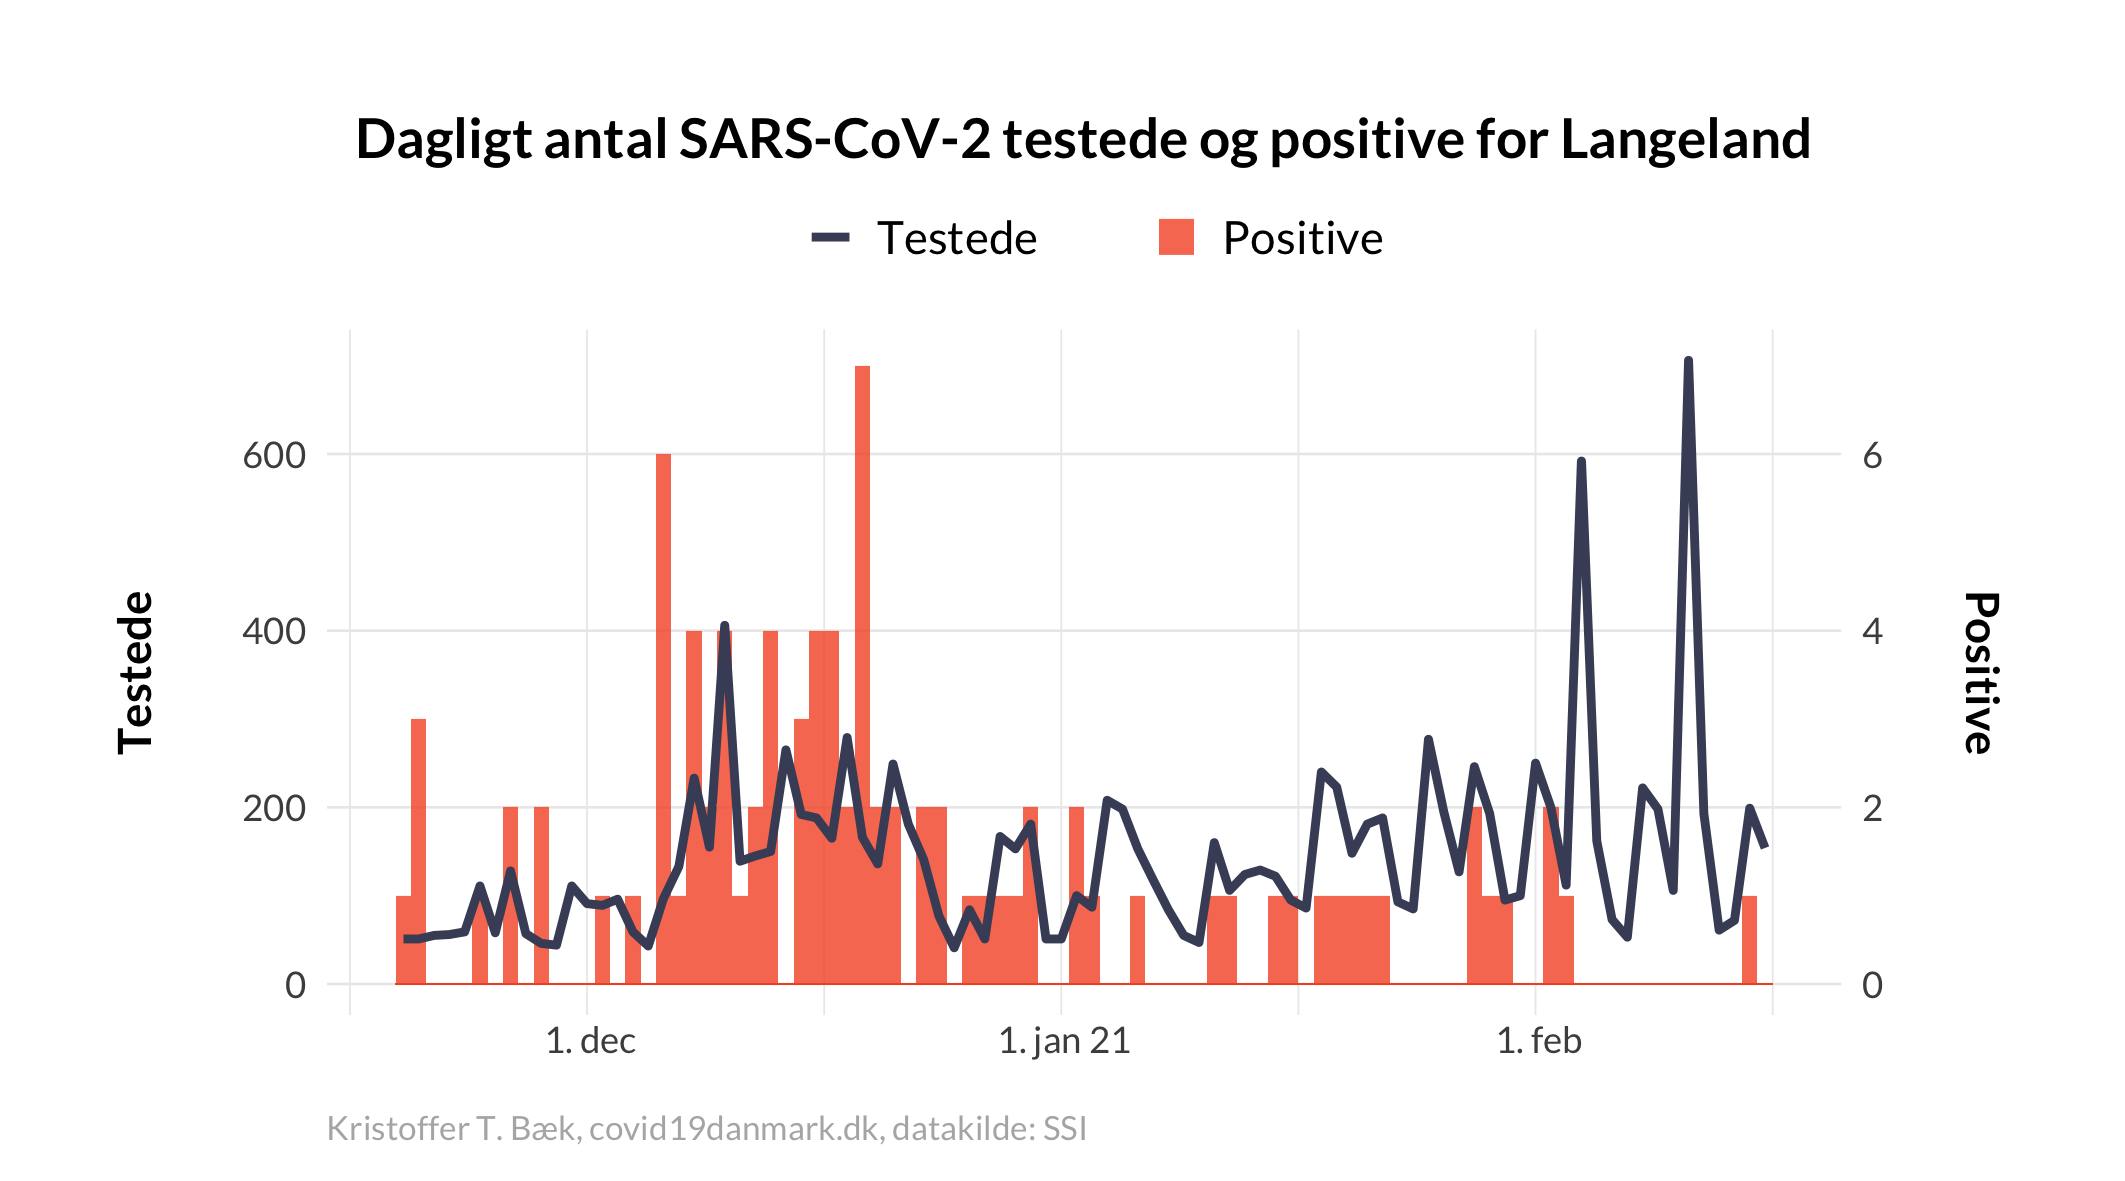 Dagligt antal SARS-CoV-2 testede og positive for Langeland
Testede Positive
600 6
400 4
200 2
0 0
Testede
Positive
1. dec 1. jan 21 1. feb
Kristoffer T. Bæk, covid19danmark.dk, datakilde: SSI